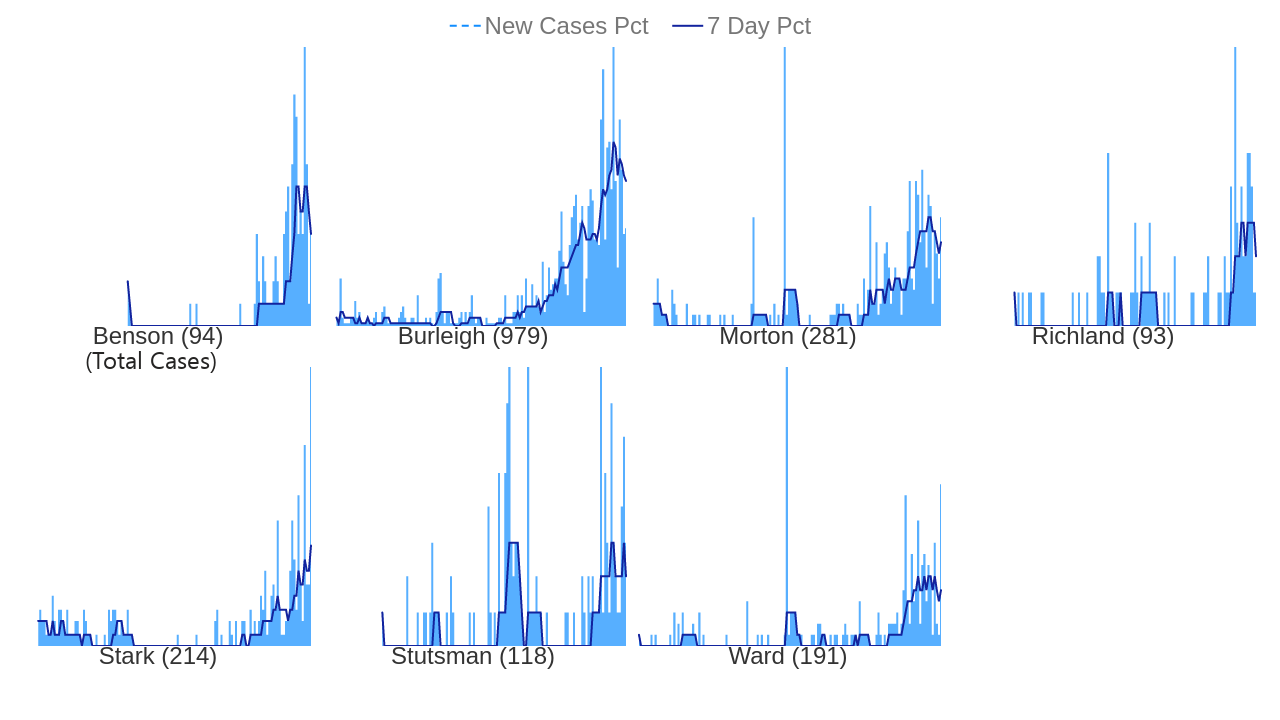 New Cases Pct 7 Day Pct
Benson (94) Burleigh (979) Morton (281) Richland (93)
(Total Cases)
Stark (214) Stutsman (118) Ward (191)